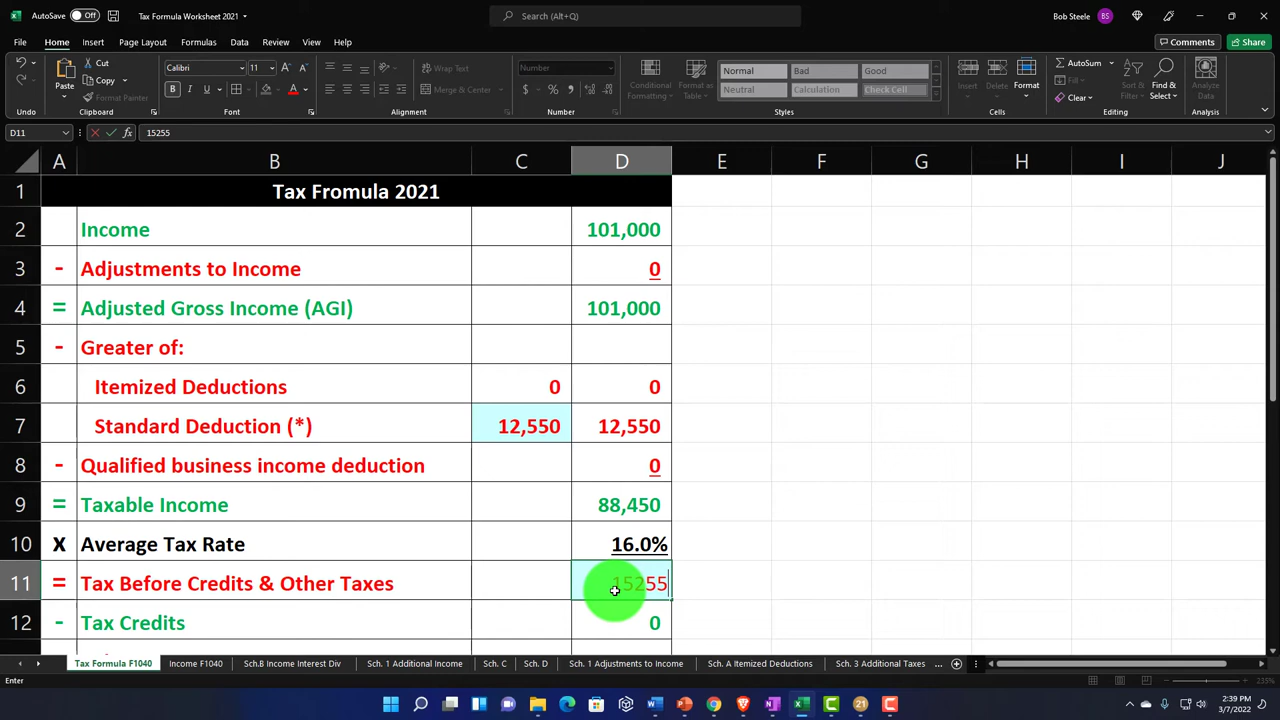 AutoSave Off Tax Formula Worksheet 2021 Search (Alt+Q) Bob Steele BS
File Home Insert Page Layout Formulas Data Review View Help Comments Share
Paste Cut Copy Format Painter Calibri 11 Wrap Text Merge & Center Number Conditional Formatting Format as Table Normal Bad Good Neutral Calculation Check Cell Insert Delete Format AutoSum Fill Clear Sort & Filter Find & Select Analyze Data
Undo Clipboard Font Alignment Number Styles Cells Editing Analysis
D11 fx 15255
A B C D E F G H I J
1 Tax Fromula 2021
2 Income 101,000
3 - Adjustments to Income 0
4 = Adjusted Gross Income (AGI) 101,000
5 - Greater of:
6 Itemized Deductions 0 0
7 Standard Deduction (*) 12,550 12,550
8 - Qualified business income deduction 0
9 = Taxable Income 88,450
10 X Average Tax Rate 16.0%
11 = Tax Before Credits & Other Taxes 15255
12 - Tax Credits 0
Tax Formula F1040 Income F1040 Sch.B Income Interest Div Sch. 1 Additional Income Sch. C Sch. D Sch. 1 Adjustments to Income Sch. A Itemized Deductions Sch. 3 Additional Taxes ...
Enter 235%
21 2:39 PM
3/7/2022